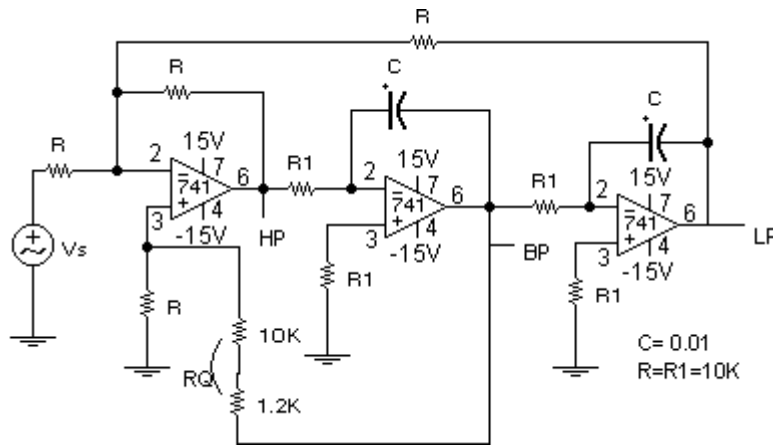 R
R
C
C
R
15V
2
7
6
741
3
+
4
-15V
R1
HP
15V
2
7
6
741
3
+
4
-15V
R1
BP
R1
15V
2
7
6
741
3
+
4
-15V
R1
LP
+
Vs
R
10K
RQ
1.2K
C= 0.01
R=R1=10K